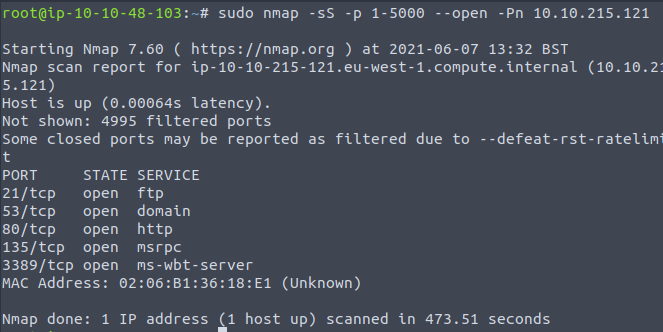 root@ip-10-10-48-103:~# sudo nmap -sS -p 1-5000 --open -Pn 10.10.215.121
Starting Nmap 7.60 ( https://nmap.org ) at 2021-06-07 13:32 BST
Nmap scan report for ip-10-10-215-121.eu-west-1.compute.internal (10.10.21
5.121)
Host is up (0.00064s latency).
Not shown: 4995 filtered ports
Some closed ports may be reported as filtered due to --defeat-rst-ratelimi
t
PORT     STATE SERVICE
21/tcp   open  ftp
53/tcp   open  domain
80/tcp   open  http
135/tcp  open  msrpc
3389/tcp open  ms-wbt-server
MAC Address: 02:06:B1:36:18:E1 (Unknown)
Nmap done: 1 IP address (1 host up) scanned in 473.51 seconds